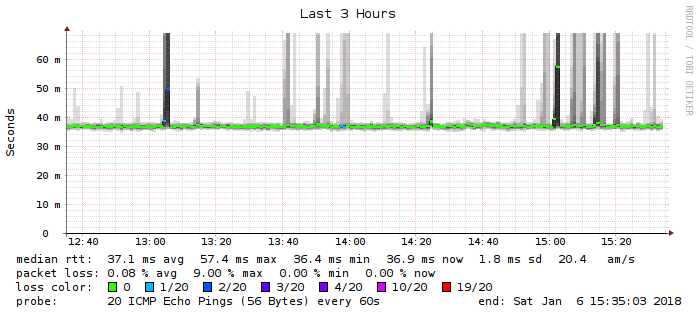 Last 3 Hours
RRDTOOL / TOBI OETIKER
Seconds
60 m
50 m
40 m
30 m
20 m
10 m
0
12:40 13:00 13:20 13:40 14:00 14:20 14:40 15:00 15:20
median rtt: 37.1 ms avg 57.4 ms max 36.4 ms min 36.9 ms now 1.8 ms sd 20.4 am/s
packet loss: 0.08 % avg 9.00 % max 0.00 % min 0.00 % now
loss color: 0 1/20 2/20 3/20 4/20 10/20 19/20
probe: 20 ICMP Echo Pings (56 Bytes) every 60s end: Sat Jan 6 15:35:03 2018